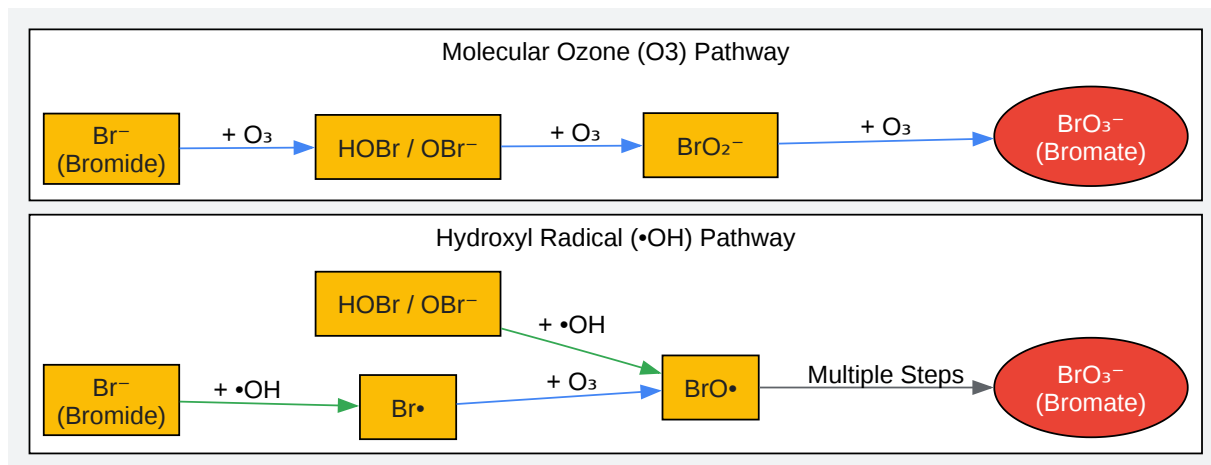 Molecular Ozone (O3) Pathway
Br⁻
(Bromide)
+ O₃
HOBr / OBr⁻
+ O₃
BrO₂⁻
+ O₃
BrO₃⁻
(Bromate)
Hydroxyl Radical (•OH) Pathway
HOBr / OBr⁻
+ •OH
Br⁻
(Bromide)
+ •OH
Br•
+ O₃
BrO•
Multiple Steps
BrO₃⁻
(Bromate)